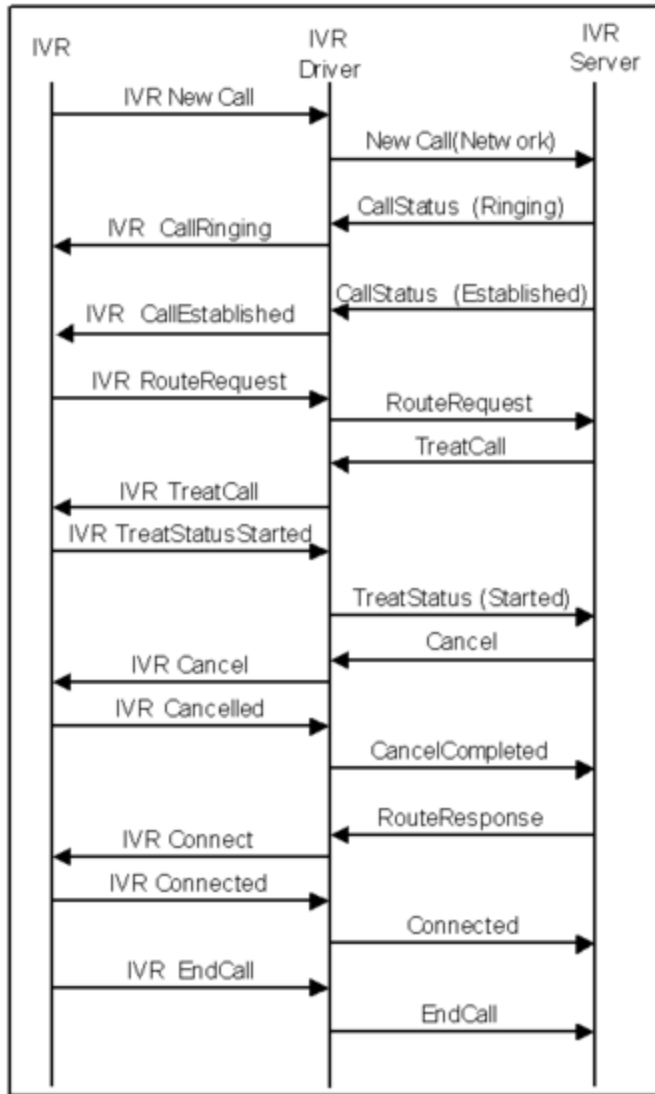 IVR
IVR
Driver
IVR
Server
IVR New Call
New Call(Network)
CallStatus (Ringing)
IVR CallRinging
CallStatus (Established)
IVR CallEstablished
IVR RouteRequest
RouteRequest
TreatCall
IVR TreatCall
IVR TreatStatusStarted
TreatStatus (Started)
Cancel
IVR Cancel
IVR Cancelled
CancelCompleted
RouteResponse
IVR Connect
IVR Connected
Connected
IVR EndCall
EndCall